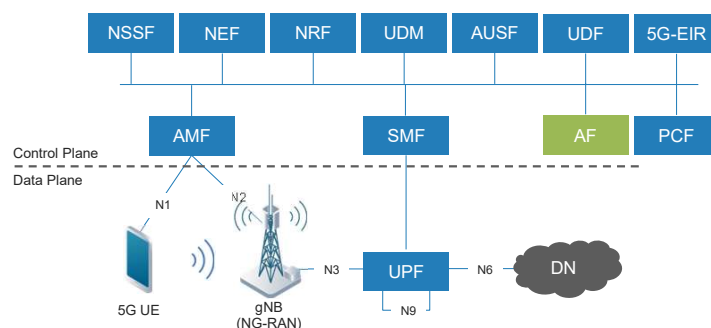 NSSF
NEF
NRF
UDM
AUSF
UDF
5G-EIR
AMF
SMF
AF
PCF
Control Plane
Data Plane
N1
N2
N3
UPF
N6
DN
N9
5G UE
gNB
(NG-RAN)